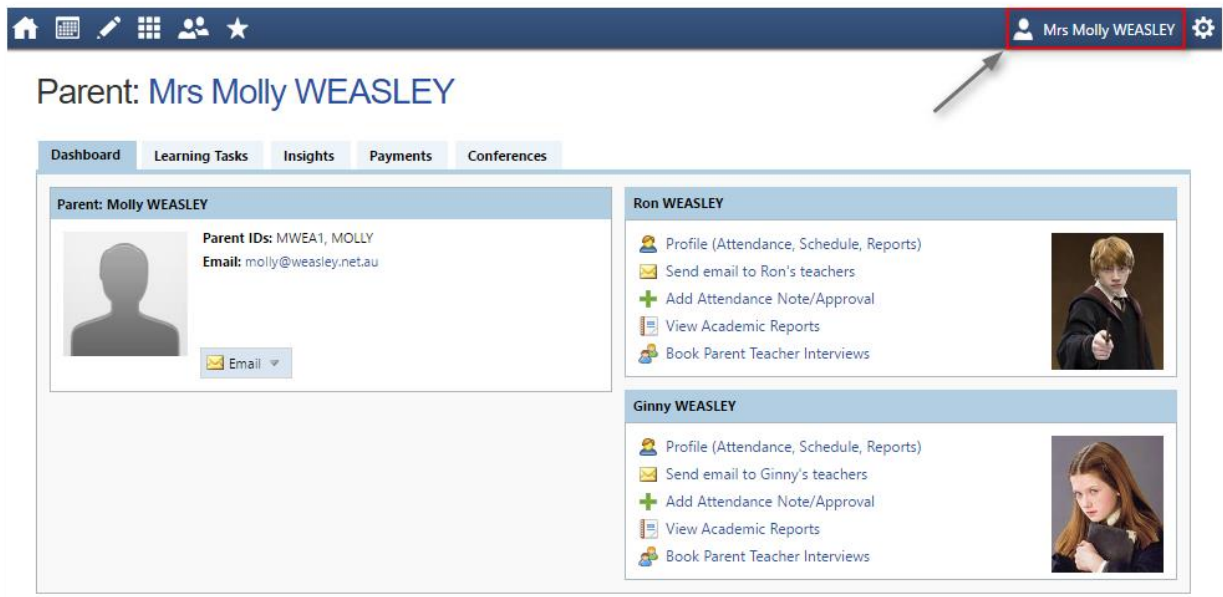 Mrs Molly WEASLEY
Parent: Mrs Molly WEASLEY
Dashboard Learning Tasks Insights Payments Conferences
Parent: Molly WEASLEY
Parent IDs: MWEA1, MOLLY
Email: molly@weasley.net.au
Email
Ron WEASLEY
Profile (Attendance, Schedule, Reports)
Send email to Ron's teachers
Add Attendance Note/Approval
View Academic Reports
Book Parent Teacher Interviews
Ginny WEASLEY
Profile (Attendance, Schedule, Reports)
Send email to Ginny's teachers
Add Attendance Note/Approval
View Academic Reports
Book Parent Teacher Interviews